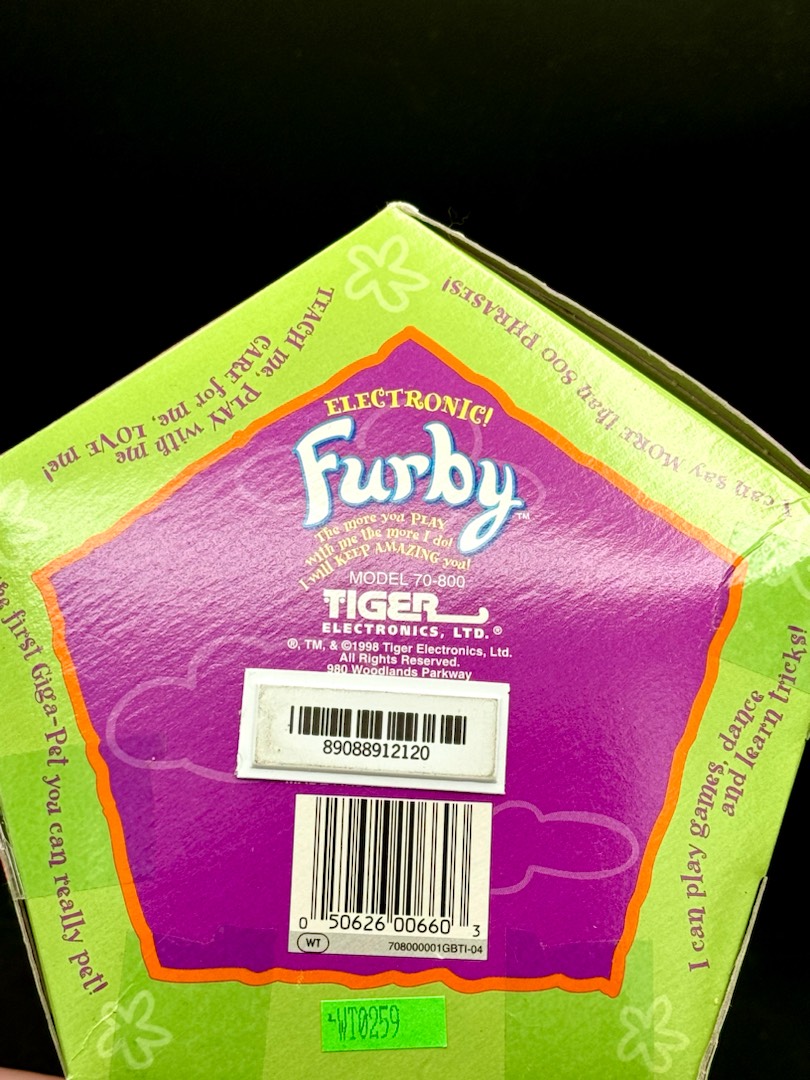 TEACH me, PLAY with me
CARE for me, LOVE me!
I can say MORE than 800 PHRASES!
ELECTRONIC!
Furby™
The more you PLAY
with me the more I do!
I will KEEP AMAZING you!
MODEL 70-800
TIGER
ELECTRONICS, LTD.®
®, TM, & ©1998 Tiger Electronics, Ltd.
All Rights Reserved.
980 Woodlands Parkway
89088912120
0 50626 00660 3
WT
708000001GBTI-04
first Giga-Pet you can really pet!
I can play games, dance
and learn tricks!
WT0259